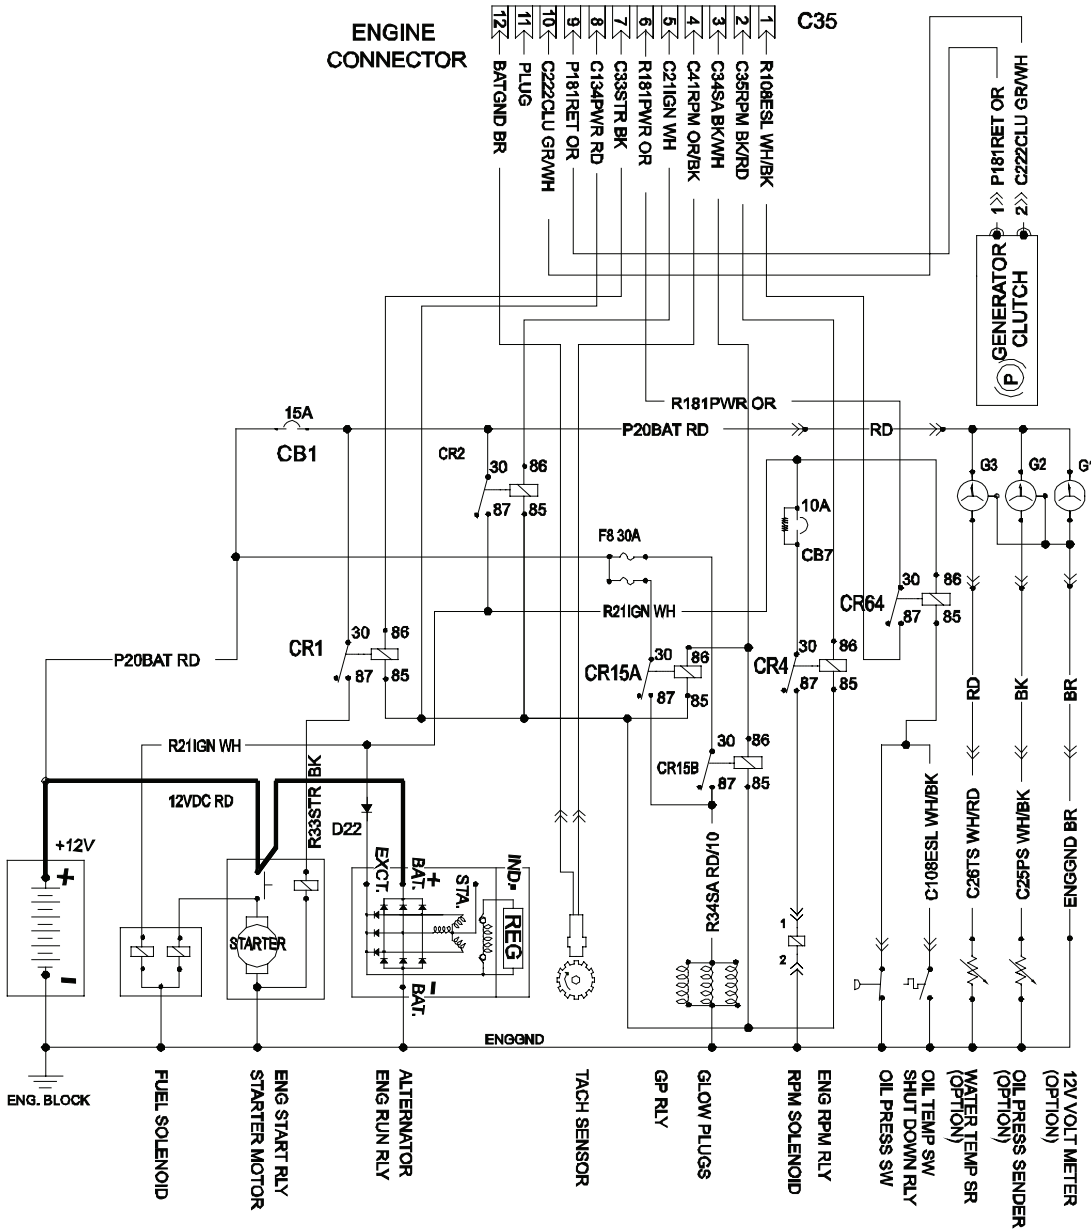 ENGINE
CONNECTOR
C35
12
11
10
9
8
7
6
5
4
3
2
1
BATGND BR
PLUG
C222CLU GR/WH
P181RET OR
C134PWR RD
C33STR BK
R181PWR OR
C21IGN WH
C41RPM OR/BK
C34SA BK/WH
C35RPM BK/RD
R108ESL WH/BK
P181RET OR
C222CLU GR/WH
1
2
GENERATOR
CLUTCH
P
R181PWR OR
15A
CB1
P20BAT RD
RD
CR2
30
86
87
85
G3
G2
10A
CB7
F8 30A
R21IGN WH
CR64
30
86
87
85
P20BAT RD
CR1
30
86
87
85
CR15A
30
86
87
85
CR4
30
86
87
85
RD
BK
BR
R21IGN WH
CR15B
30
86
87
85
12VDC RD
R33STR BK
D22
+12V
+
-
EXCT.
BAT.
+
STA.
IND.
REG
-
BAT.
STARTER
R34SA RD/10
1
2
C108ESL WH/BK
C26TS WH/RD
C25PS WH/BK
ENGGND BR
ENGGND
ENG. BLOCK
FUEL SOLENOID
ENG START RLY
STARTER MOTOR
ALTERNATOR
ENG RUN RLY
TACH SENSOR
GLOW PLUGS
GP RLY
ENG RPM RLY
RPM SOLENOID
OIL TEMP SW
SHUT DOWN RLY
OIL PRESS SW
WATER TEMP SR
(OPTION)
OIL PRESS SENDER
(OPTION)
12V VOLT METER
(OPTION)